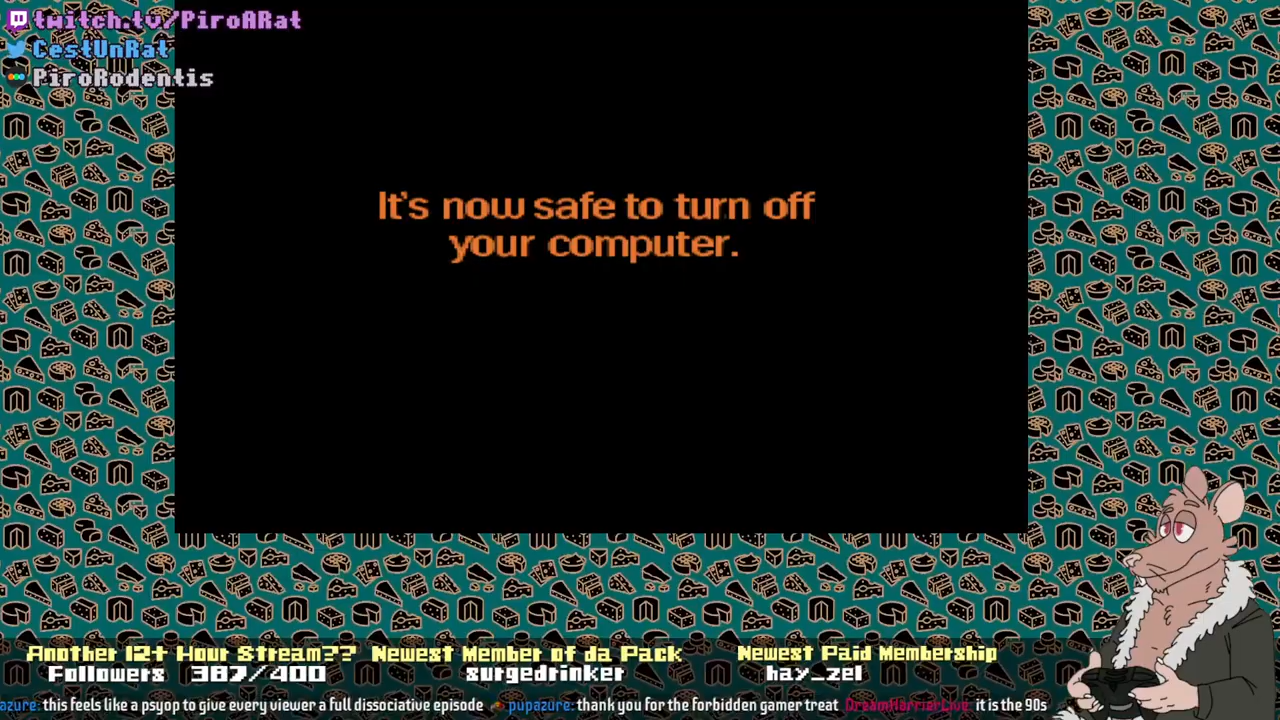 twitch.tv/PiroARat
CestUnRat
PiroRodentis
It's now safe to turn off
your computer.
Another 12+ Hour Stream?? Newest Member of da Pack Newest Paid Membership
Followers 387/400 surgedrinker hay_zel
azure: this feels like a psyop to give every viewer a full dissociative episode pupazure: thank you for the forbidden gamer treat DreamHarrierLive: it is the 90s